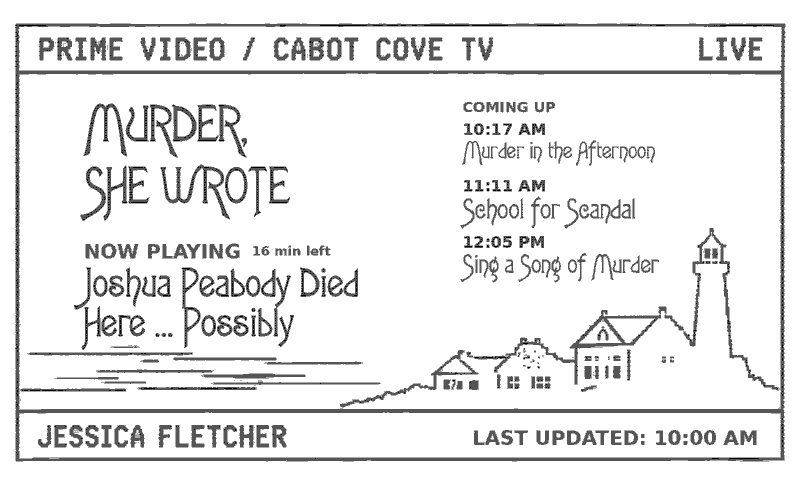 PRIME VIDEO / CABOT COVE TV
LIVE
MURDER,
SHE WROTE
NOW PLAYING 16 min left
Joshua Peabody Died
Here ... Possibly
COMING UP
10:17 AM
Murder in the Afternoon
11:11 AM
School for Scandal
12:05 PM
Sing a Song of Murder
JESSICA FLETCHER
LAST UPDATED: 10:00 AM